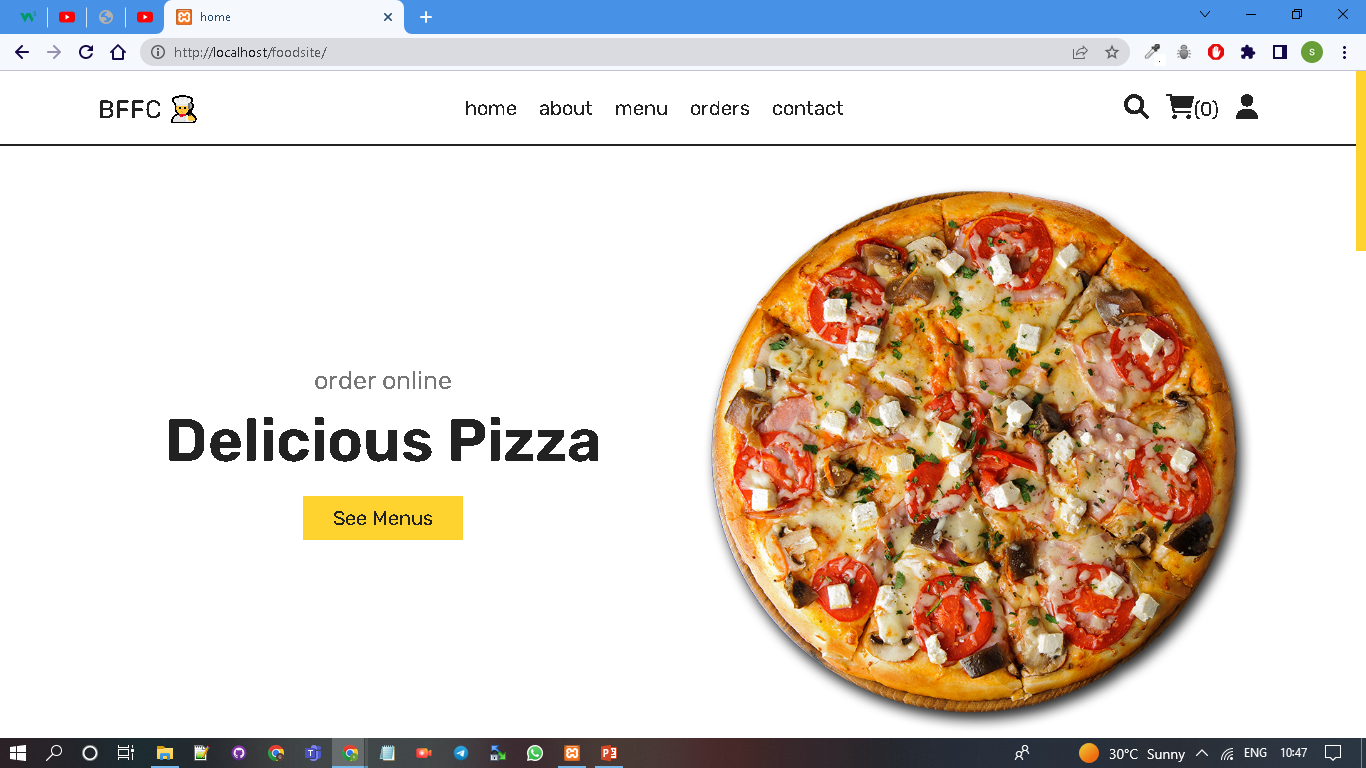 home
http://localhost/foodsite/
S
BFFC
home about menu orders contact
(0)
order online
Delicious Pizza
See Menus
30°C Sunny
ENG
10:47